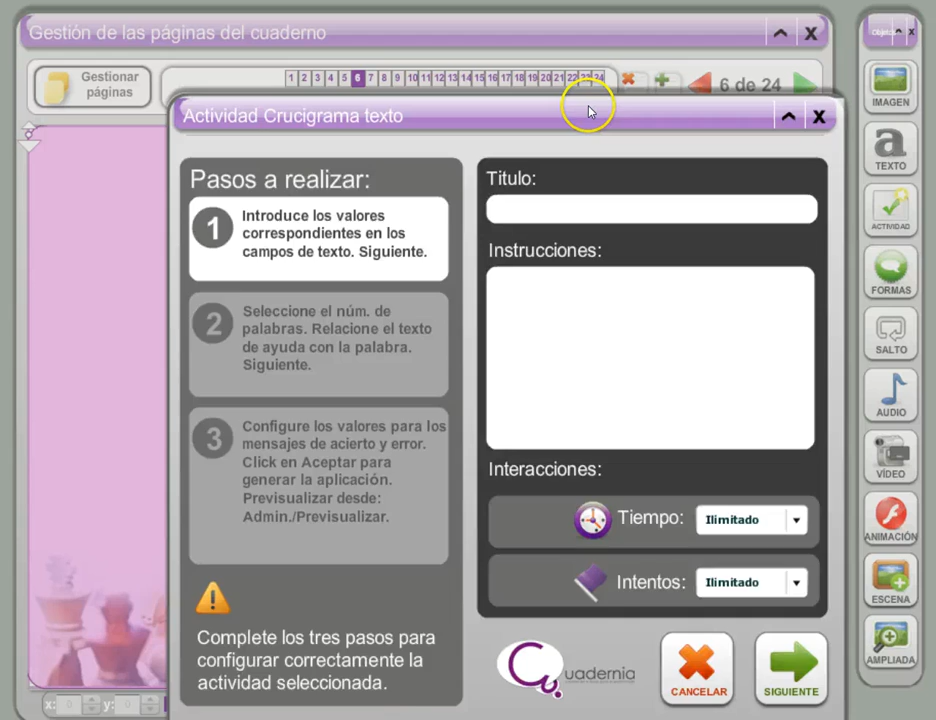 Gestión de las páginas del cuaderno
X
Gestionar páginas
1 2 3 4 5 6 7 8 9 10 11 12 13 14 15 16 17 18 19 20 21 22 23 24
6 de 24
Actividad Crucigrama texto
X
Pasos a realizar:
1
Introduce los valores
correspondientes en los
campos de texto. Siguiente.
2
Seleccione el núm. de
palabras. Relacione el texto
de ayuda con la palabra.
Siguiente.
3
Configure los valores para los
mensajes de acierto y error.
Click en Aceptar para
generar la aplicación.
Previsualizar desde:
Admin./Previsualizar.
Complete los tres pasos para
configurar correctamente la
actividad seleccionada.
Titulo:
Instrucciones:
Interacciones:
Tiempo: Ilimitado
Intentos: Ilimitado
Cuadernia
CANCELAR
SIGUIENTE
x: 0 y: 0
X
IMAGEN
a
TEXTO
ACTIVIDAD
FORMAS
SALTO
AUDIO
VÍDEO
ANIMACIÓN
ESCENA
AMPLIADA